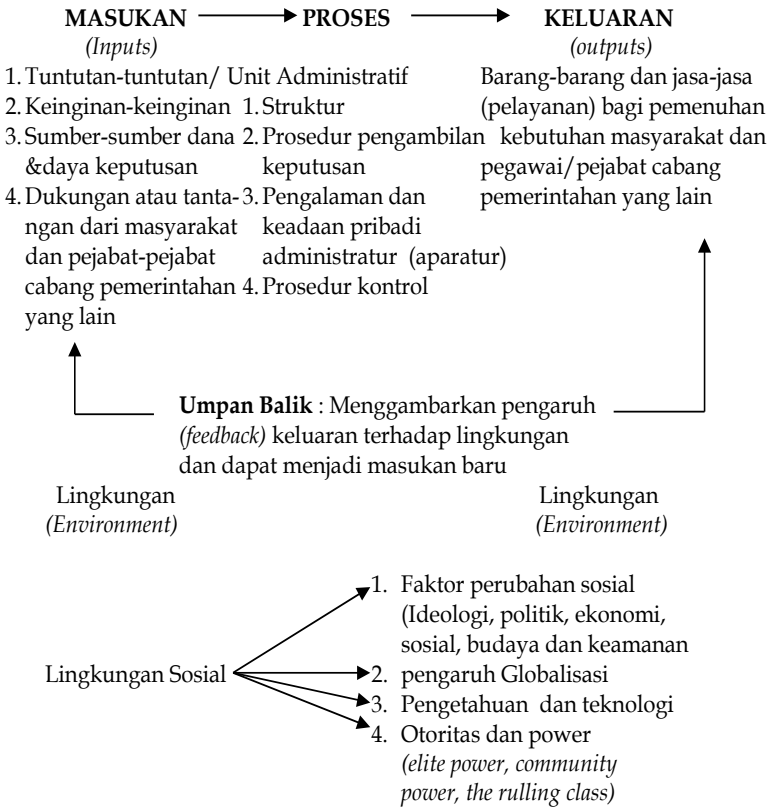 MASUKAN PROSES KELUARAN
(Inputs) (outputs)
1. Tuntutan-tuntutan/ Unit Administratif
2. Keinginan-keinginan
3. Sumber-sumber dana
&daya keputusan
4. Dukungan atau tanta-
ngan dari masyarakat
dan pejabat-pejabat
cabang pemerintahan
yang lain
1. Struktur
2. Prosedur pengambilan
keputusan
3. Pengalaman dan
keadaan pribadi
administratur (aparatur)
4. Prosedur kontrol
Barang-barang dan jasa-jasa
(pelayanan) bagi pemenuhan
kebutuhan masyarakat dan
pegawai/pejabat cabang
pemerintahan yang lain
Umpan Balik : Menggambarkan pengaruh
(feedback) keluaran terhadap lingkungan
dan dapat menjadi masukan baru
Lingkungan Lingkungan
(Environment) (Environment)
Lingkungan Sosial
1. Faktor perubahan sosial
(Ideologi, politik, ekonomi,
sosial, budaya dan keamanan
2. pengaruh Globalisasi
3. Pengetahuan dan teknologi
4. Otoritas dan power
(elite power, community
power, the rulling class)